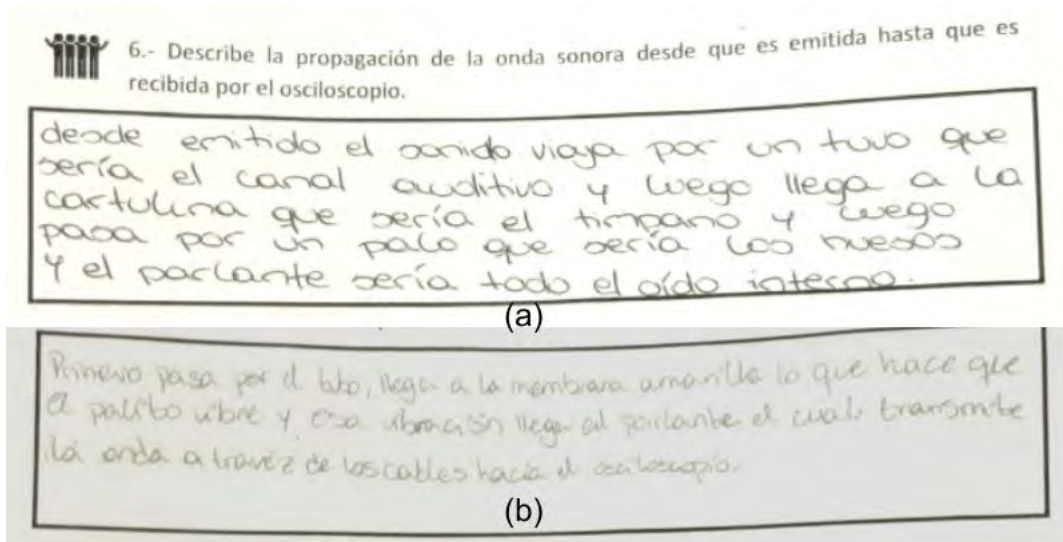 6.- Describe la propagación de la onda sonora desde que es emitida hasta que es
recibida por el osciloscopio.
desde emitido el sonido viaja por un tuvo que
sería el canal auditivo y luego llega a la
cartulina que sería el timpano y luego
pasa por un palo que sería los huesos
y el parlante sería todo el oído interno.
(a)
Primero pasa por el tubo, llega a la membrana amarilla lo que hace que
el palito vibre y esa vibración llega al parlante el cual transmite
la onda a travéz de los cables hacia el osciloscopio.
(b)